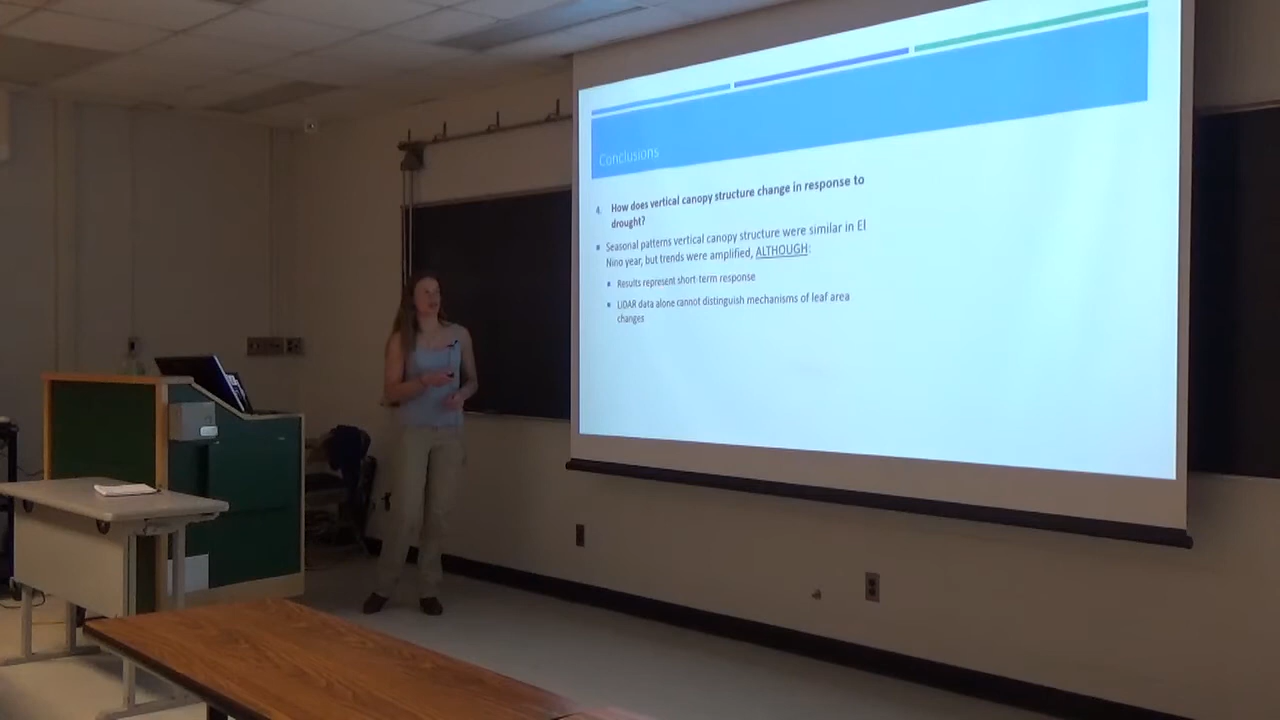 Conclusions
4. How does vertical canopy structure change in response to
drought?
Seasonal patterns vertical canopy structure were similar in El
Nino year, but trends were amplified, ALTHOUGH:
Results represent short-term response
LiDAR data alone cannot distinguish mechanisms of leaf area
changes